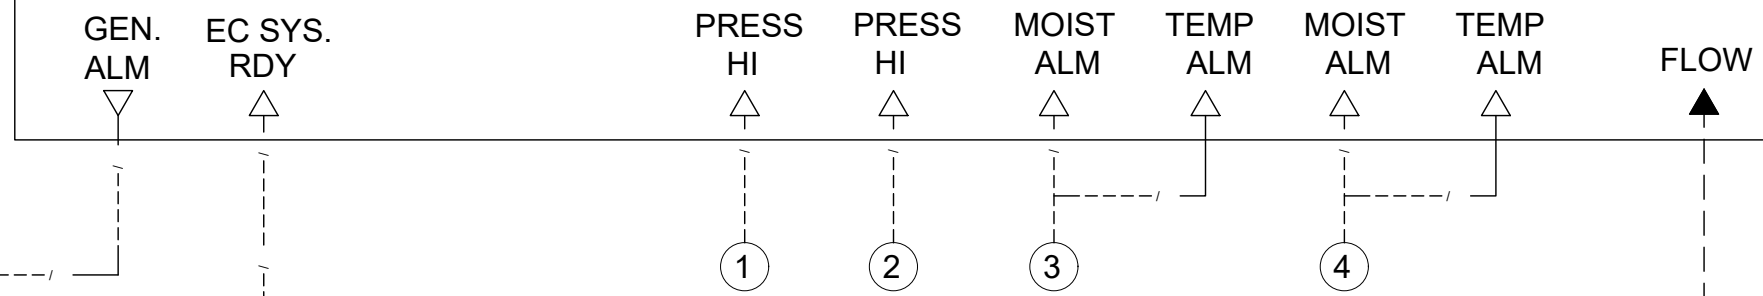 GEN.
ALM
EC SYS.
RDY
PRESS
HI
PRESS
HI
MOIST
ALM
TEMP
ALM
MOIST
ALM
TEMP
ALM
FLOW
1
2
3
4